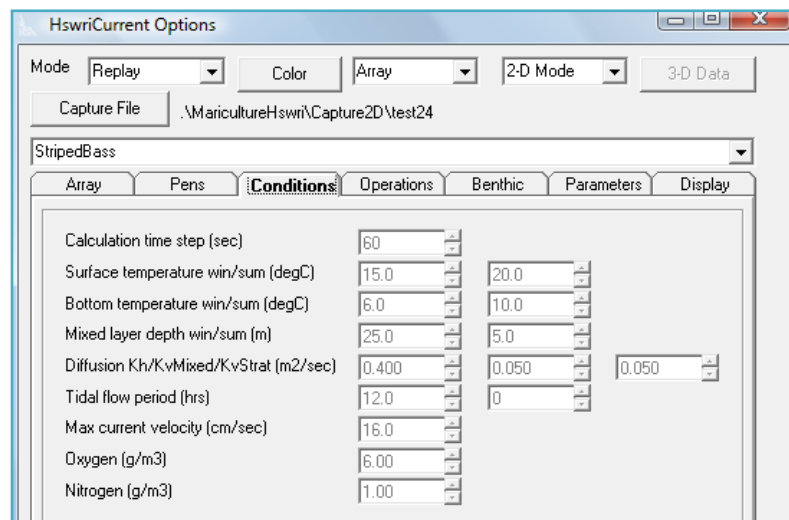 HswriCurrent Options
Mode Replay Color Array 2-D Mode 3-D Data
Capture File .\MaricultureHswri\Capture2D\test24
StripedBass
Array Pens Conditions Operations Benthic Parameters Display
Calculation time step (sec) 60
Surface temperature win/sum (degC) 15.0 20.0
Bottom temperature win/sum (degC) 6.0 10.0
Mixed layer depth win/sum (m) 25.0 5.0
Diffusion Kh/KvMixed/KvStrat (m2/sec) 0.400 0.050 0.050
Tidal flow period (hrs) 12.0 0
Max current velocity (cm/sec) 16.0
Oxygen (g/m3) 6.00
Nitrogen (g/m3) 1.00